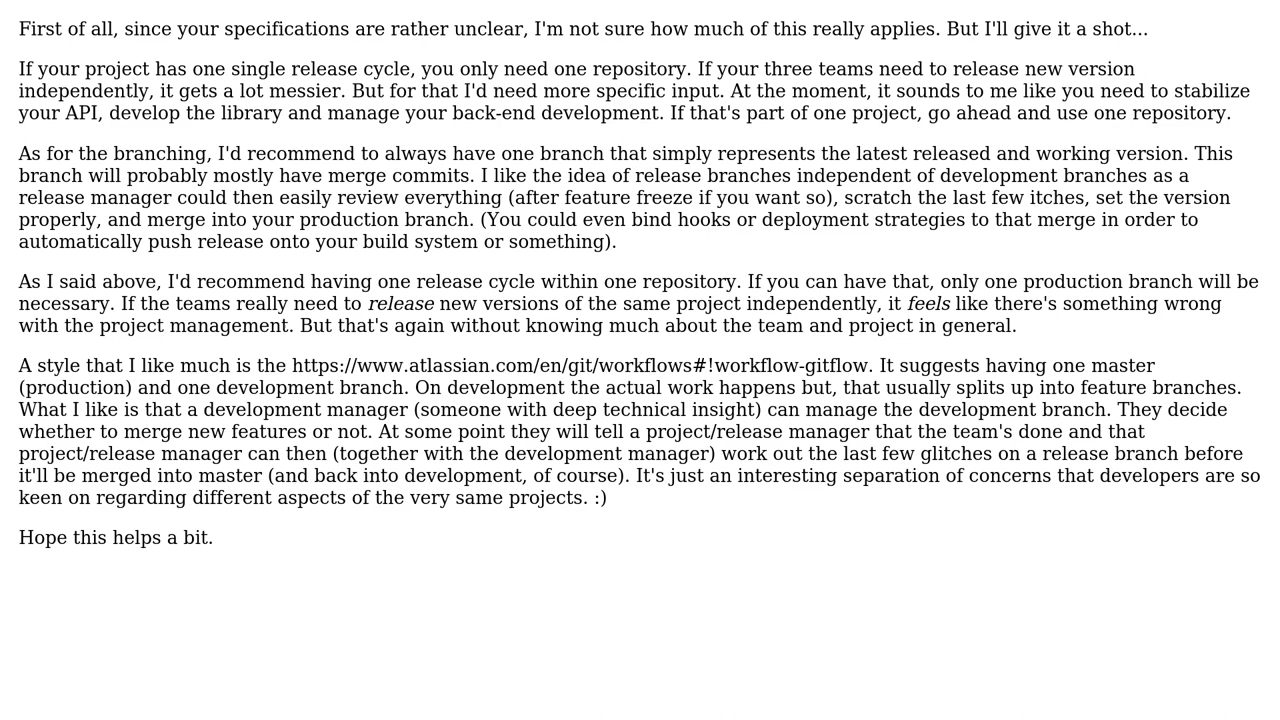 First of all, since your specifications are rather unclear, I'm not sure how much of this really applies. But I'll give it a shot...
If your project has one single release cycle, you only need one repository. If your three teams need to release new version
independently, it gets a lot messier. But for that I'd need more specific input. At the moment, it sounds to me like you need to stabilize
your API, develop the library and manage your back-end development. If that's part of one project, go ahead and use one repository.
As for the branching, I'd recommend to always have one branch that simply represents the latest released and working version. This
branch will probably mostly have merge commits. I like the idea of release branches independent of development branches as a
release manager could then easily review everything (after feature freeze if you want so), scratch the last few itches, set the version
properly, and merge into your production branch. (You could even bind hooks or deployment strategies to that merge in order to
automatically push release onto your build system or something).
As I said above, I'd recommend having one release cycle within one repository. If you can have that, only one production branch will be
necessary. If the teams really need to release new versions of the same project independently, it feels like there's something wrong
with the project management. But that's again without knowing much about the team and project in general.
A style that I like much is the https://www.atlassian.com/en/git/workflows#!workflow-gitflow. It suggests having one master
(production) and one development branch. On development the actual work happens but, that usually splits up into feature branches.
What I like is that a development manager (someone with deep technical insight) can manage the development branch. They decide
whether to merge new features or not. At some point they will tell a project/release manager that the team's done and that
project/release manager can then (together with the development manager) work out the last few glitches on a release branch before
it'll be merged into master (and back into development, of course). It's just an interesting separation of concerns that developers are so
keen on regarding different aspects of the very same projects. :)
Hope this helps a bit.